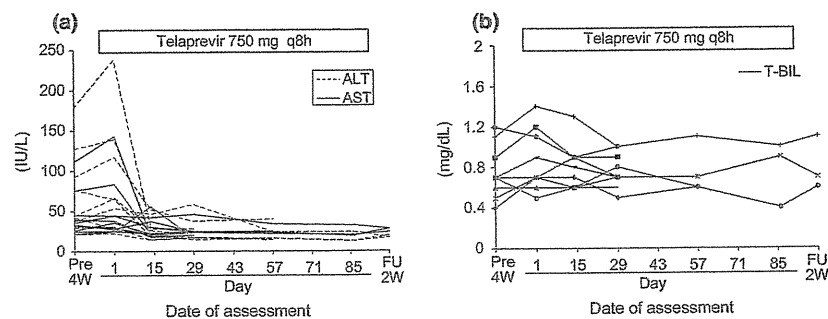 (a)
Telaprevir 750 mg q8h
ALT
AST
(IU/L)
250
200
150
100
50
0
Pre 4W
1
15
29
43
57
71
85
FU 2W
Day
Date of assessment
(b)
Telaprevir 750 mg q8h
T-BIL
(mg/dL)
2
1.6
1.2
0.8
0.4
0
Pre 4W
1
15
29
43
57
71
85
FU 2W
Day
Date of assessment